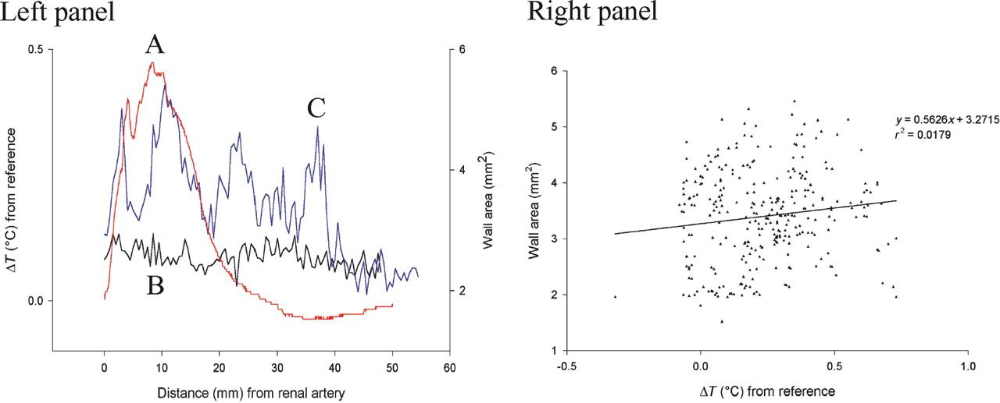 Left panel
Right panel
A
B
C
0.5
0.0
ΔT (°C) from reference
6
4
2
Wall area (mm²)
0
10
20
30
40
50
60
Distance (mm) from renal artery
6
5
4
3
2
1
Wall area (mm²)
y = 0.5626x + 3.2715
r² = 0.0179
-0.5
0.0
0.5
1.0
ΔT (°C) from reference